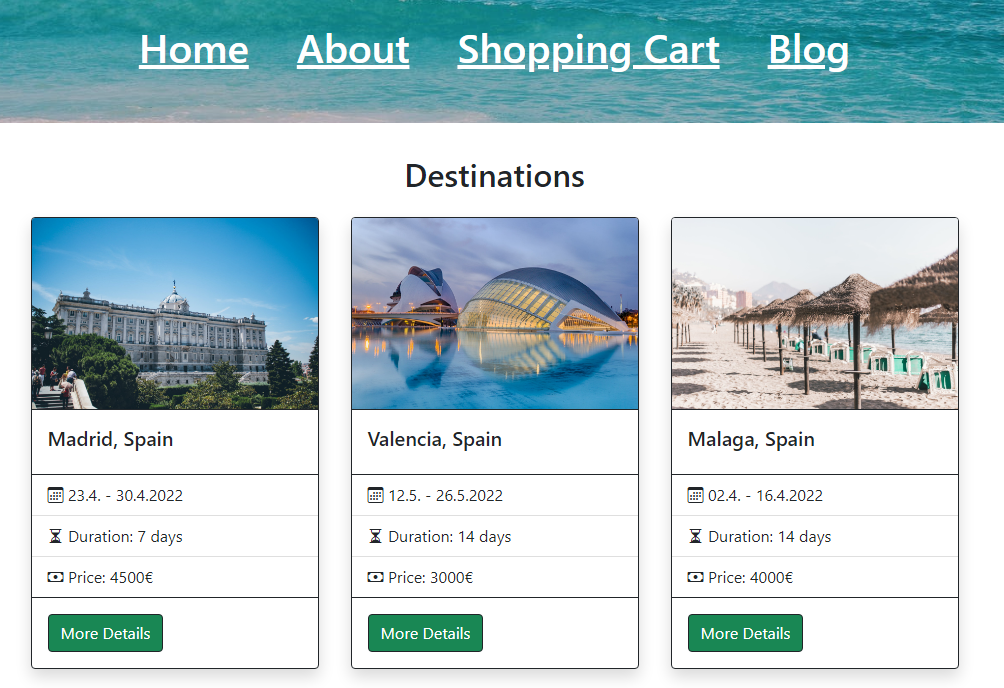 Home About Shopping Cart Blog
Destinations
Madrid, Spain
23.4. - 30.4.2022
Duration: 7 days
Price: 4500€
More Details
Valencia, Spain
12.5. - 26.5.2022
Duration: 14 days
Price: 3000€
More Details
Malaga, Spain
02.4. - 16.4.2022
Duration: 14 days
Price: 4000€
More Details